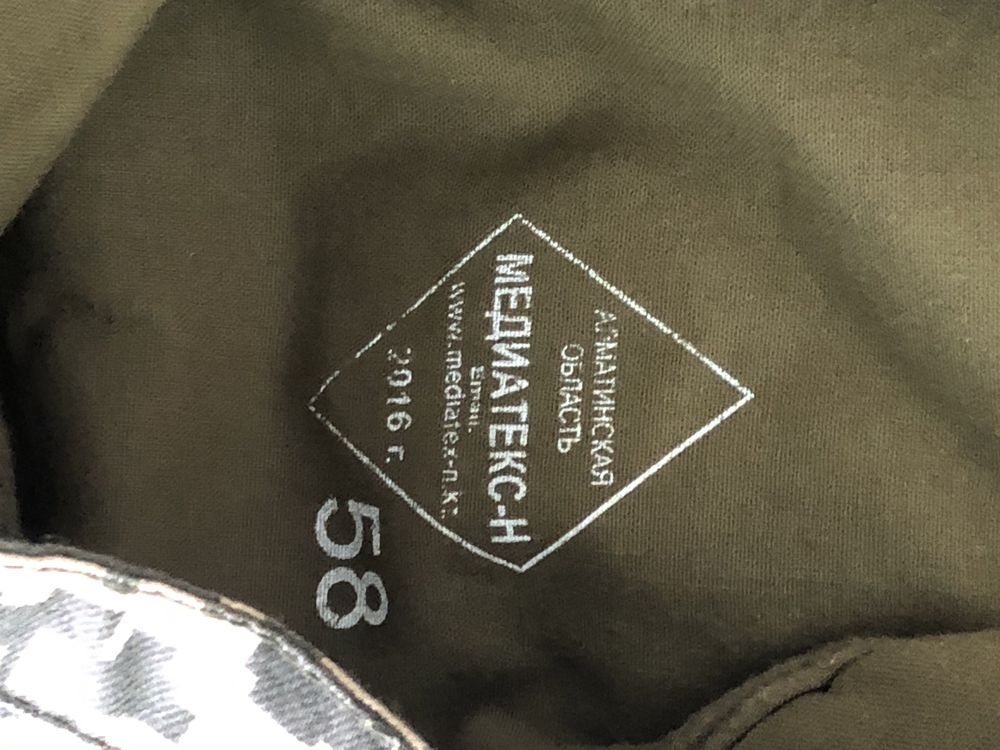 АЛМАТИНСКАЯ
ОБЛАСТЬ
МЕДИАТЕКС-Н
Email:
www.mediatex-n.kz
2016 г.
58